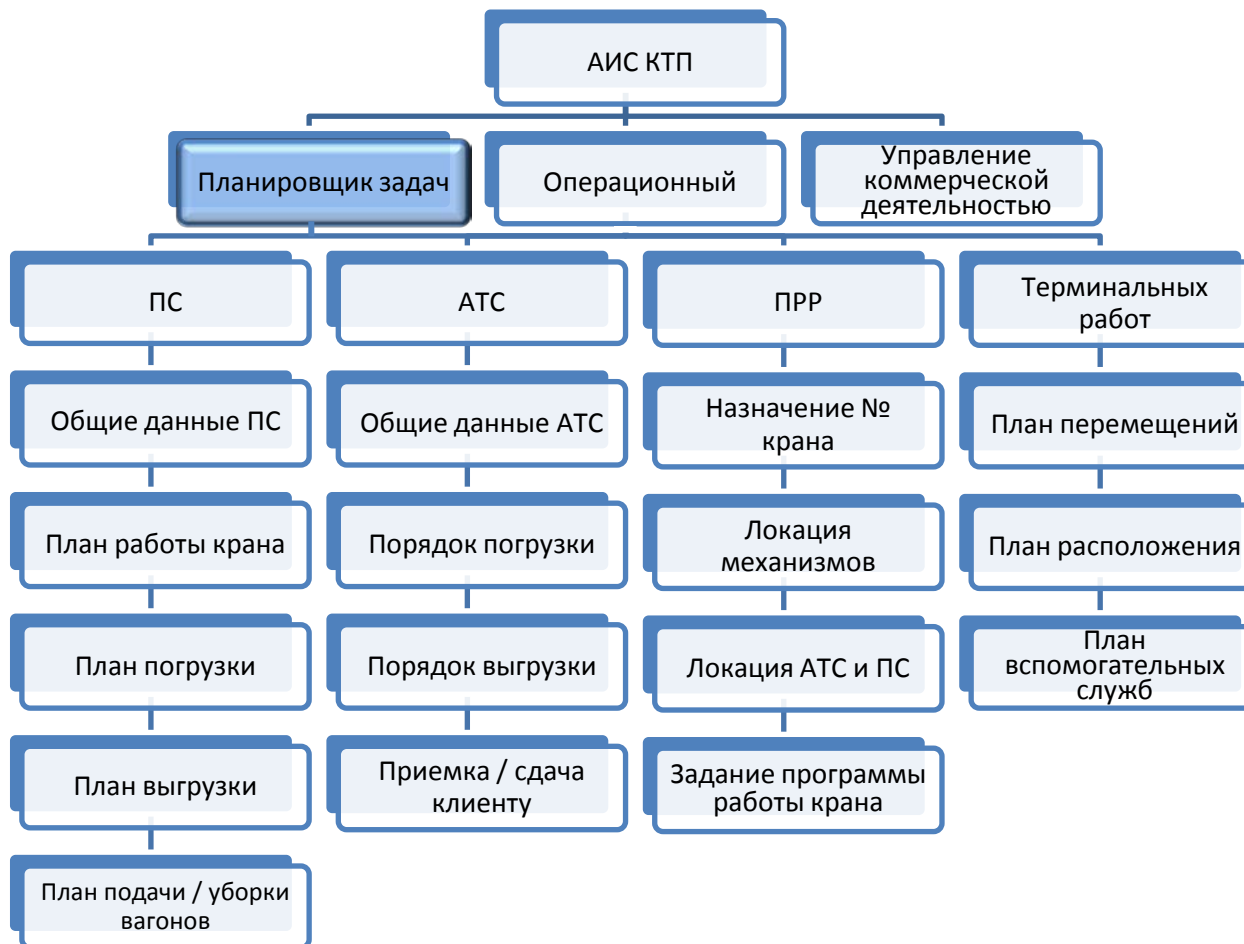 АИС КТП
Планировщик задач
Операционный
Управление
коммерческой
деятельностью
ПС
АТС
ПРР
Терминальных
работ
Общие данные ПС
Общие данные АТС
Назначение №
крана
План перемещений
План работы крана
Порядок погрузки
Локация
механизмов
План расположения
План погрузки
Порядок выгрузки
Локация АТС и ПС
План
вспомогательных
служб
План выгрузки
Приемка / сдача
клиенту
Задание программы
работы крана
План подачи / уборки
вагонов